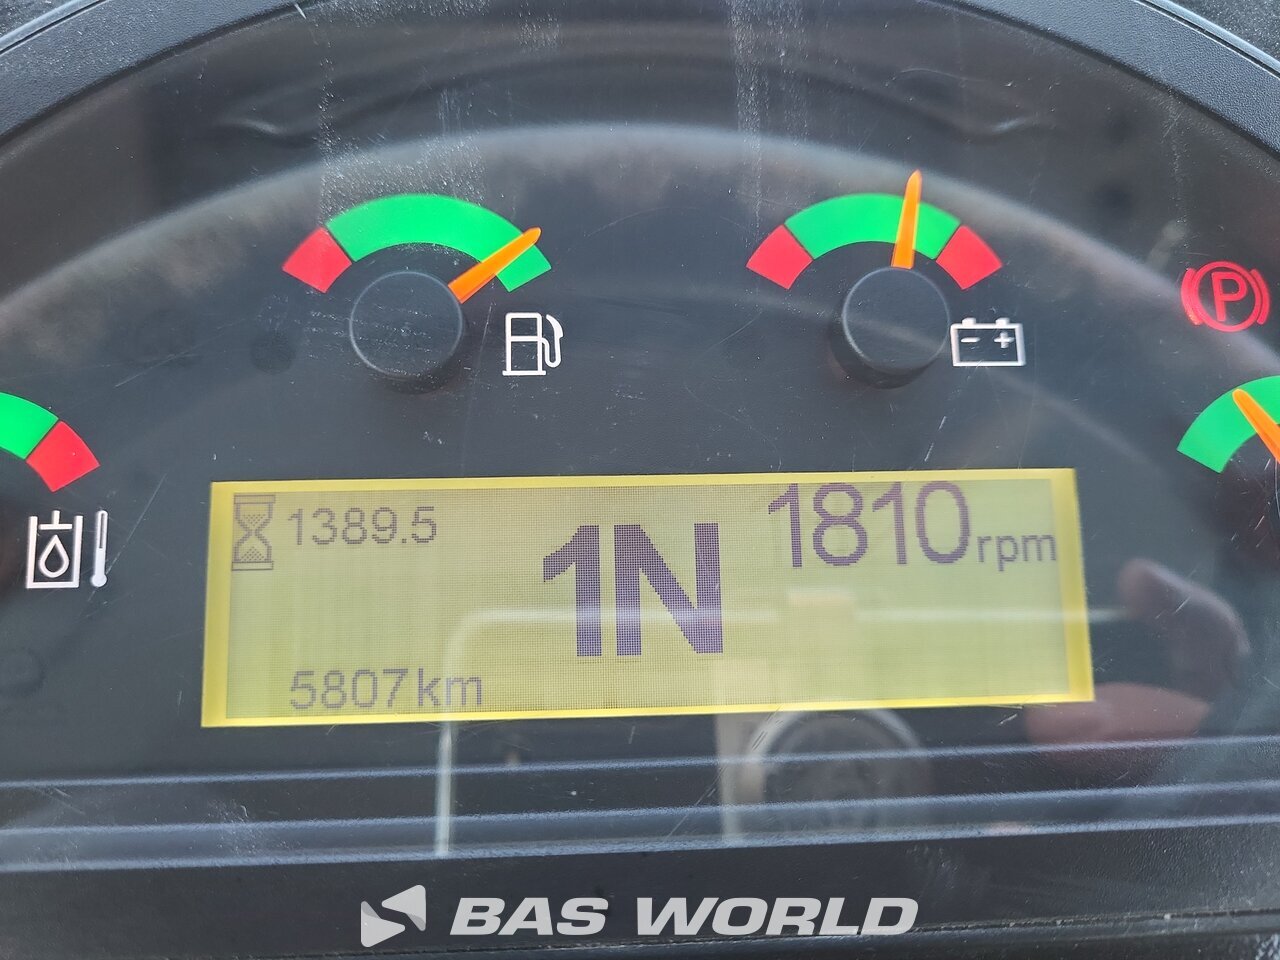 P
1389.5
1N
1810rpm
5807km
BAS WORLD